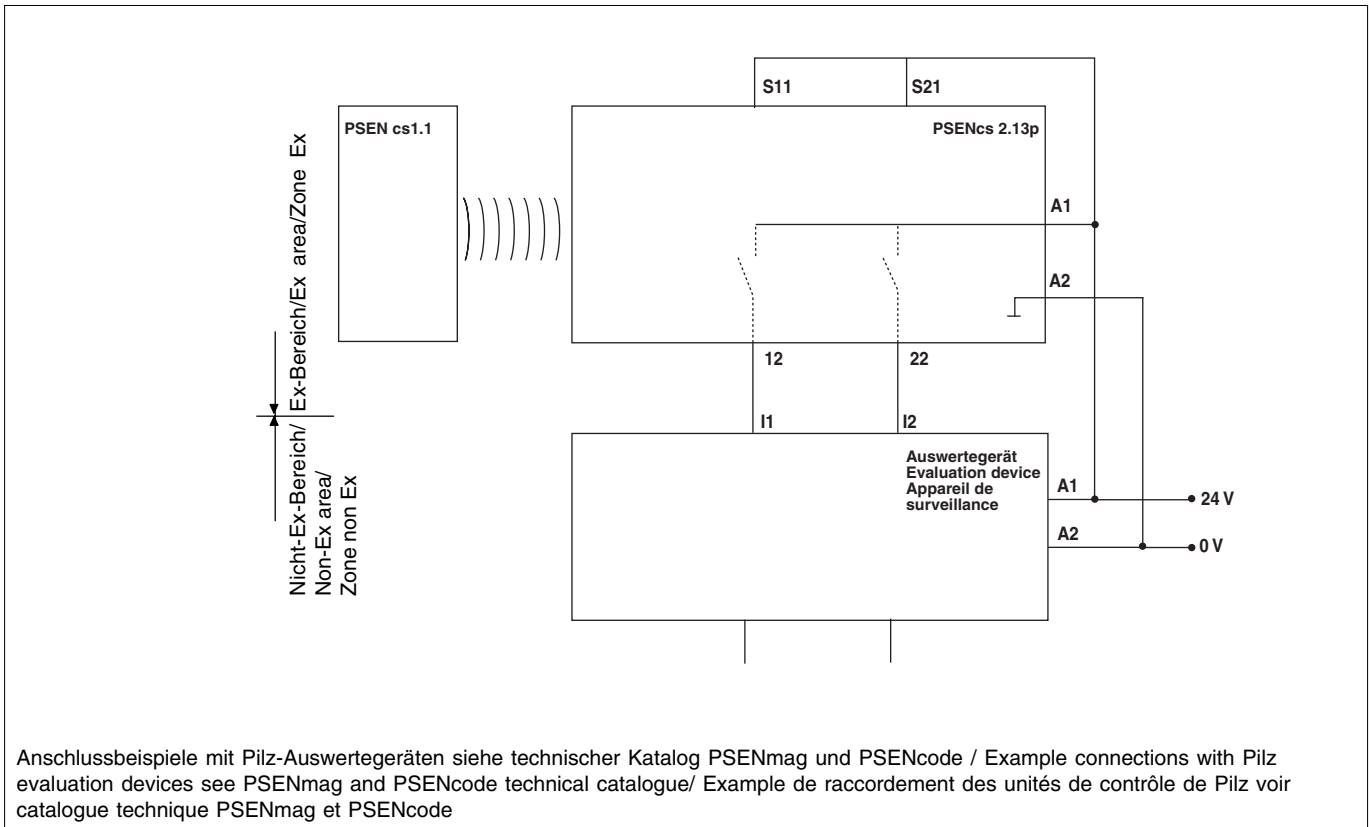 S11
S21
PSEN cs1.1
PSENcs 2.13p
A1
A2
12
22
I1
I2
Auswertegerät
Evaluation device
Appareil de
surveillance
A1
24 V
A2
0 V
Ex-Bereich/Ex area/Zone Ex
Nicht-Ex-Bereich/
Non-Ex area/
Zone non Ex
Anschlussbeispiele mit Pilz-Auswertegeräten siehe technischer Katalog PSENmag und PSENcode / Example connections with Pilz
evaluation devices see PSENmag and PSENcode technical catalogue/ Example de raccordement des unités de contrôle de Pilz voir
catalogue technique PSENmag et PSENcode